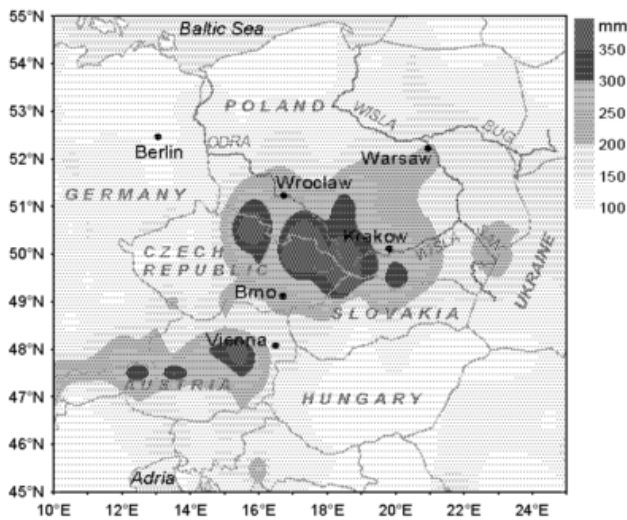 55°N
54°N
53°N
52°N
51°N
50°N
49°N
48°N
47°N
46°N
45°N
10°E 12°E 14°E 16°E 18°E 20°E 22°E 24°E
Baltic Sea
POLAND
WISLA
BUG
ODRA
Berlin
Warsaw
GERMANY
Wroclaw
Krakow
WISLA
CZECH
REPUBLIC
UKRAINE
Brno
SLOVAKIA
Vienna
AUSTRIA
HUNGARY
Adria
mm
350
300
250
200
150
100